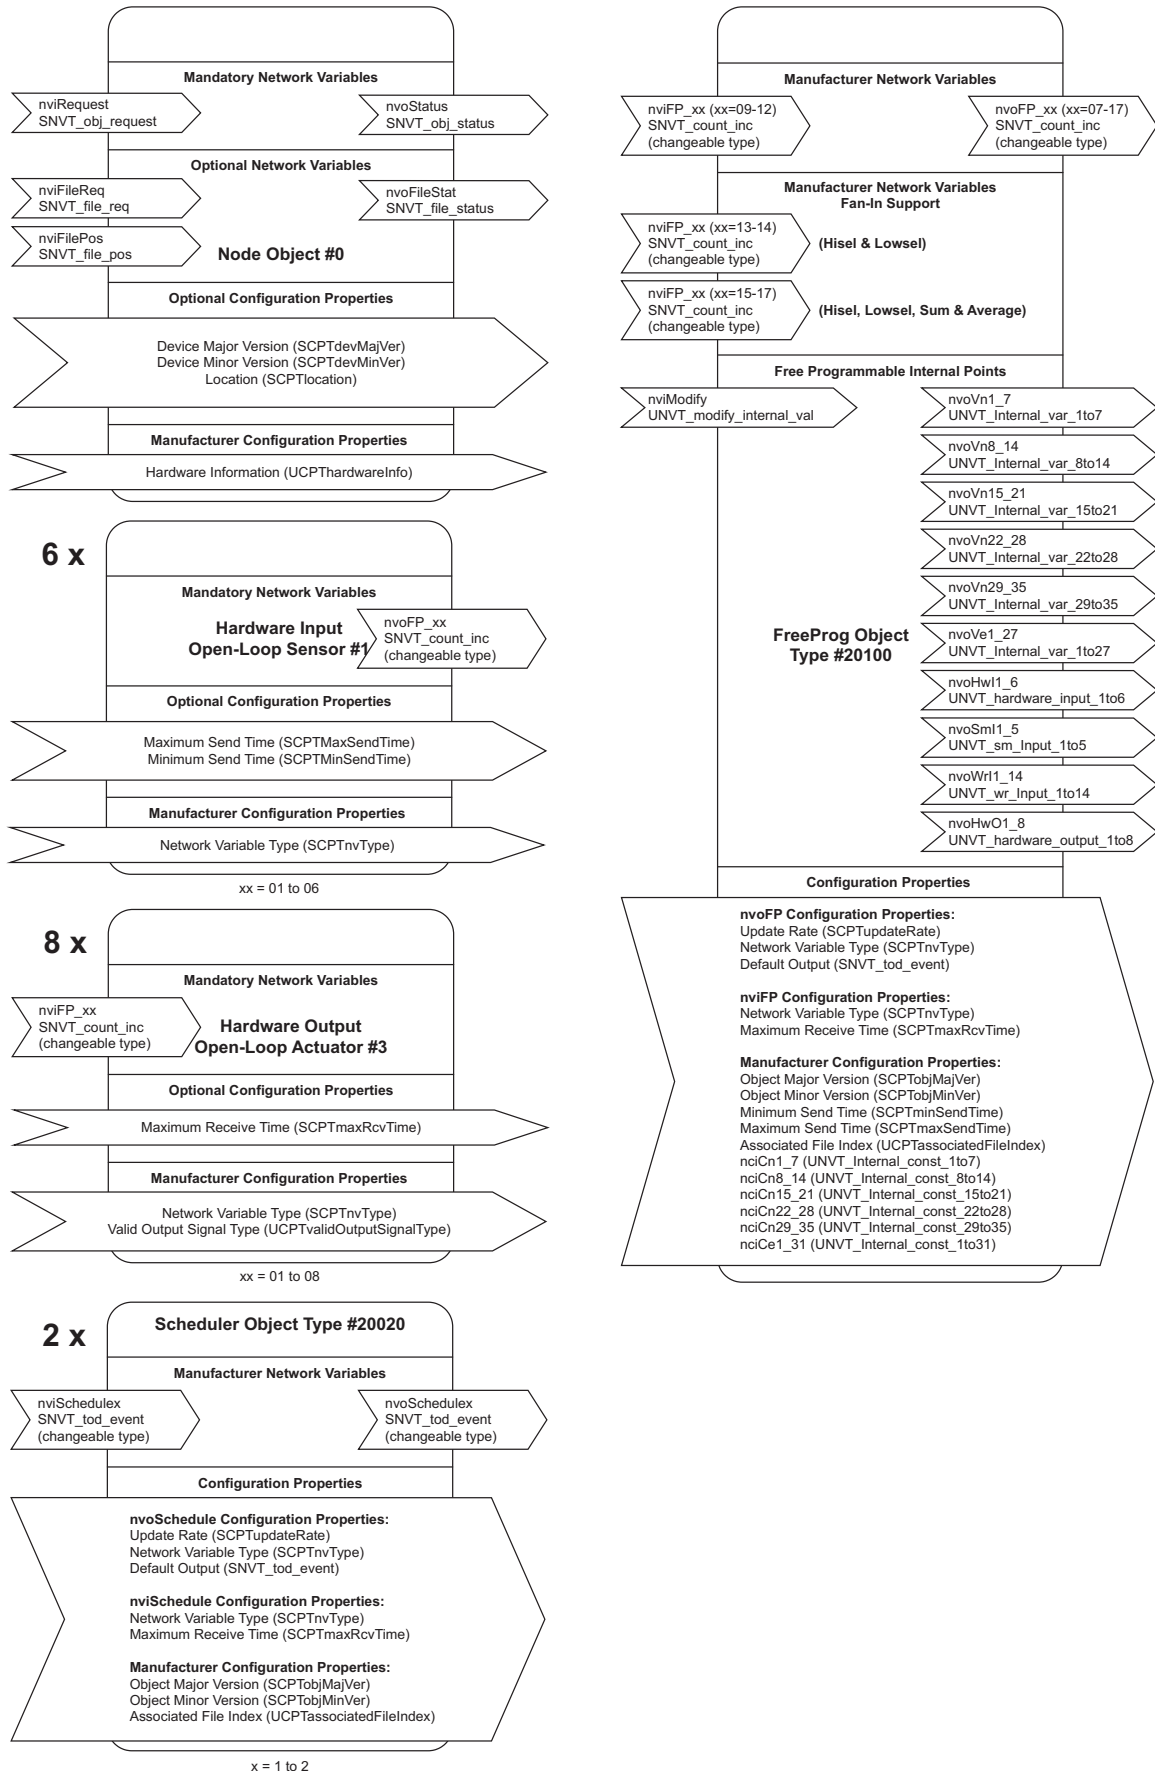 Mandatory Network Variables
nviRequest
SNVT_obj_request
nvoStatus
SNVT_obj_status
Optional Network Variables
nviFileReq
SNVT_file_req
nvoFileStat
SNVT_file_status
nviFilePos
SNVT_file_pos
Node Object #0
Optional Configuration Properties
Device Major Version (SCPTdevMajVer)
Device Minor Version (SCPTdevMinVer)
Location (SCPTlocation)
Manufacturer Configuration Properties
Hardware Information (UCPThardwareInfo)
6 x
Mandatory Network Variables
Hardware Input
Open-Loop Sensor #1
nvoFP_xx
SNVT_count_inc
(changeable type)
Optional Configuration Properties
Maximum Send Time (SCPTMaxSendTime)
Minimum Send Time (SCPTMinSendTime)
Manufacturer Configuration Properties
Network Variable Type (SCPTnvType)
xx = 01 to 06
8 x
Mandatory Network Variables
nviFP_xx
SNVT_count_inc
(changeable type)
Hardware Output
Open-Loop Actuator #3
Optional Configuration Properties
Maximum Receive Time (SCPTmaxRcvTime)
Manufacturer Configuration Properties
Network Variable Type (SCPTnvType)
Valid Output Signal Type (UCPTvalidOutputSignalType)
xx = 01 to 08
2 x
Scheduler Object Type #20020
Manufacturer Network Variables
nviSchedulex
SNVT_tod_event
(changeable type)
nvoSchedulex
SNVT_tod_event
(changeable type)
Configuration Properties
nvoSchedule Configuration Properties:
Update Rate (SCPTupdateRate)
Network Variable Type (SCPTnvType)
Default Output (SNVT_tod_event)
nviSchedule Configuration Properties:
Network Variable Type (SCPTnvType)
Maximum Receive Time (SCPTmaxRcvTime)
Manufacturer Configuration Properties:
Object Major Version (SCPTobjMajVer)
Object Minor Version (SCPTobjMinVer)
Associated File Index (UCPTassociatedFileIndex)
x = 1 to 2
Manufacturer Network Variables
nviFP_xx (xx=09-12)
SNVT_count_inc
(changeable type)
nvoFP_xx (xx=07-17)
SNVT_count_inc
(changeable type)
Manufacturer Network Variables
Fan-In Support
nviFP_xx (xx=13-14)
SNVT_count_inc
(changeable type)
(Hisel & Lowsel)
nviFP_xx (xx=15-17)
SNVT_count_inc
(changeable type)
(Hisel, Lowsel, Sum & Average)
Free Programmable Internal Points
nviModify
UNVT_modify_internal_val
nvoVn1_7
UNVT_Internal_var_1to7
nvoVn8_14
UNVT_Internal_var_8to14
nvoVn15_21
UNVT_Internal_var_15to21
nvoVn22_28
UNVT_Internal_var_22to28
nvoVn29_35
UNVT_Internal_var_29to35
FreeProg Object
Type #20100
nvoVe1_27
UNVT_Internal_var_1to27
nvoHwI1_6
UNVT_hardware_input_1to6
nvoSmI1_5
UNVT_sm_Input_1to5
nvoWrI1_14
UNVT_wr_Input_1to14
nvoHwO1_8
UNVT_hardware_output_1to8
Configuration Properties
nvoFP Configuration Properties:
Update Rate (SCPTupdateRate)
Network Variable Type (SCPTnvType)
Default Output (SNVT_tod_event)
nviFP Configuration Properties:
Network Variable Type (SCPTnvType)
Maximum Receive Time (SCPTmaxRcvTime)
Manufacturer Configuration Properties:
Object Major Version (SCPTobjMajVer)
Object Minor Version (SCPTobjMinVer)
Minimum Send Time (SCPTminSendTime)
Maximum Send Time (SCPTmaxSendTime)
Associated File Index (UCPTassociatedFileIndex)
nciCn1_7 (UNVT_Internal_const_1to7)
nciCn8_14 (UNVT_Internal_const_8to14)
nciCn15_21 (UNVT_Internal_const_15to21)
nciCn22_28 (UNVT_Internal_const_22to28)
nciCn29_35 (UNVT_Internal_const_29to35)
nciCe1_31 (UNVT_Internal_const_1to31)